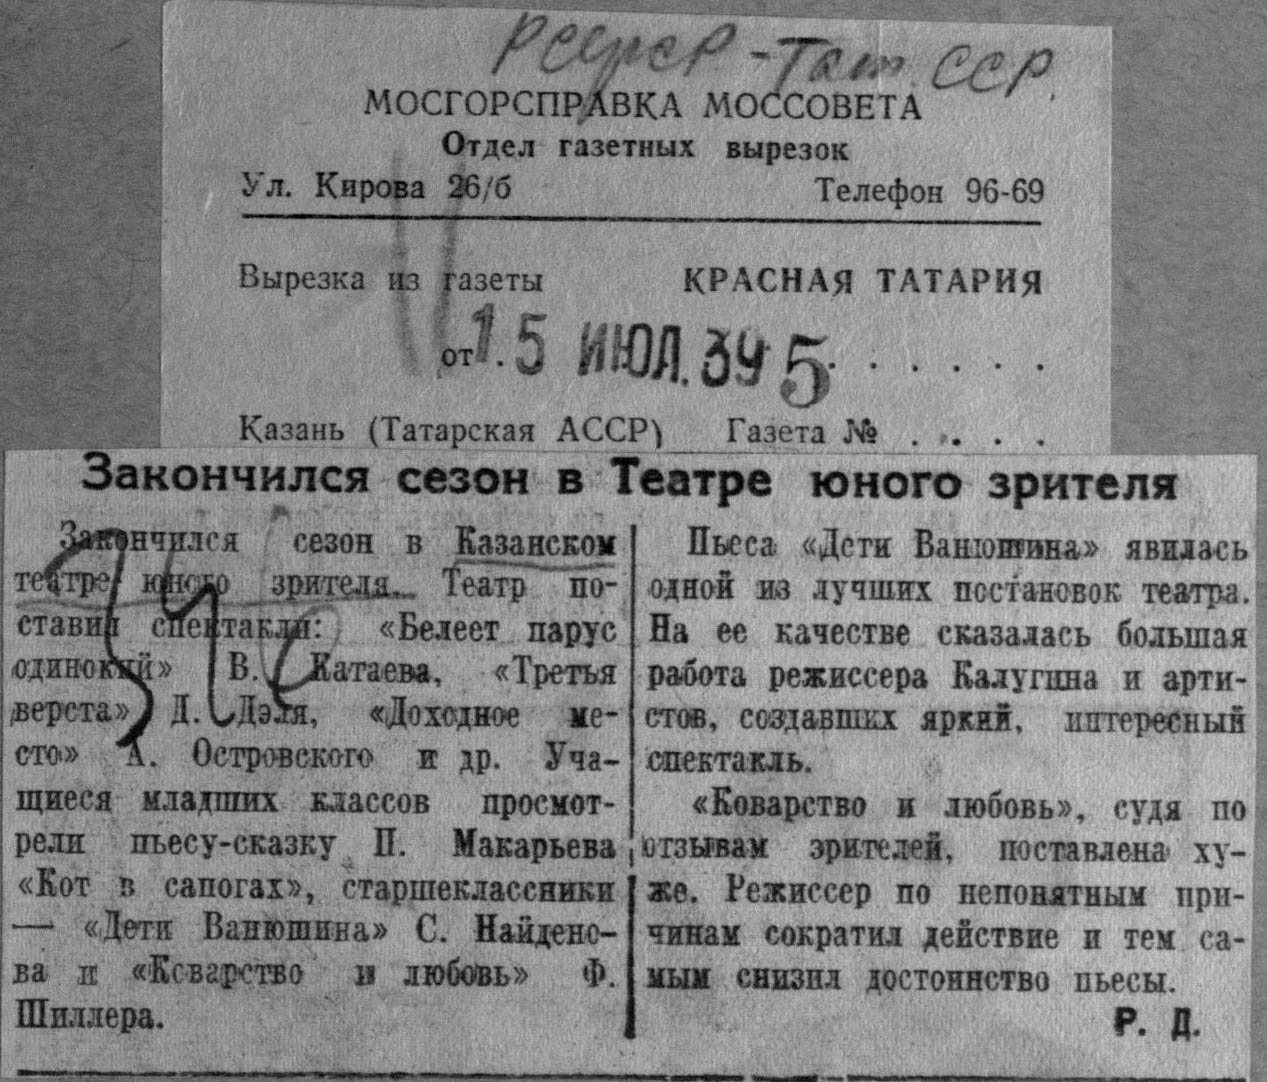 РСФСР - Тат. ССР.
МОСГОРСПРАВКА МОССОВЕТА
Отдел газетных вырезок
Ул. Кирова 26/б Телефон 96-69
Вырезка из газеты КРАСНАЯ ТАТАРИЯ
от 15 ИЮЛ. 39 5 . . . . . .
Казань (Татарская АССР) Газета № . . . .
Закончился сезон в Театре юного зрителя
Закончился сезон в Казанском
театре юного зрителя. Театр по-
ставил спектакли: «Белеет парус
одинокий» В. Катаева, «Третья
верста» Д. Дэля, «Доходное ме-
сто» А. Островского и др. Уча-
щиеся младших классов просмот-
рели пьесу-сказку П. Макарьева
«Кот в сапогах», старшеклассники
— «Дети Ванюшина» С. Найдено-
ва и «Коварство и любовь» Ф.
Шиллера.
Пьеса «Дети Ванюшина» явилась
одной из лучших постановок театра.
На ее качестве сказалась большая
работа режиссера Калугина и арти-
стов, создавших яркий, интересный
спектакль.
«Коварство и любовь», судя по
отзывам зрителей, поставлена ху-
же. Режиссер по непонятным при-
чинам сократил действие и тем са-
мым снизил достоинство пьесы.
Р. Д.